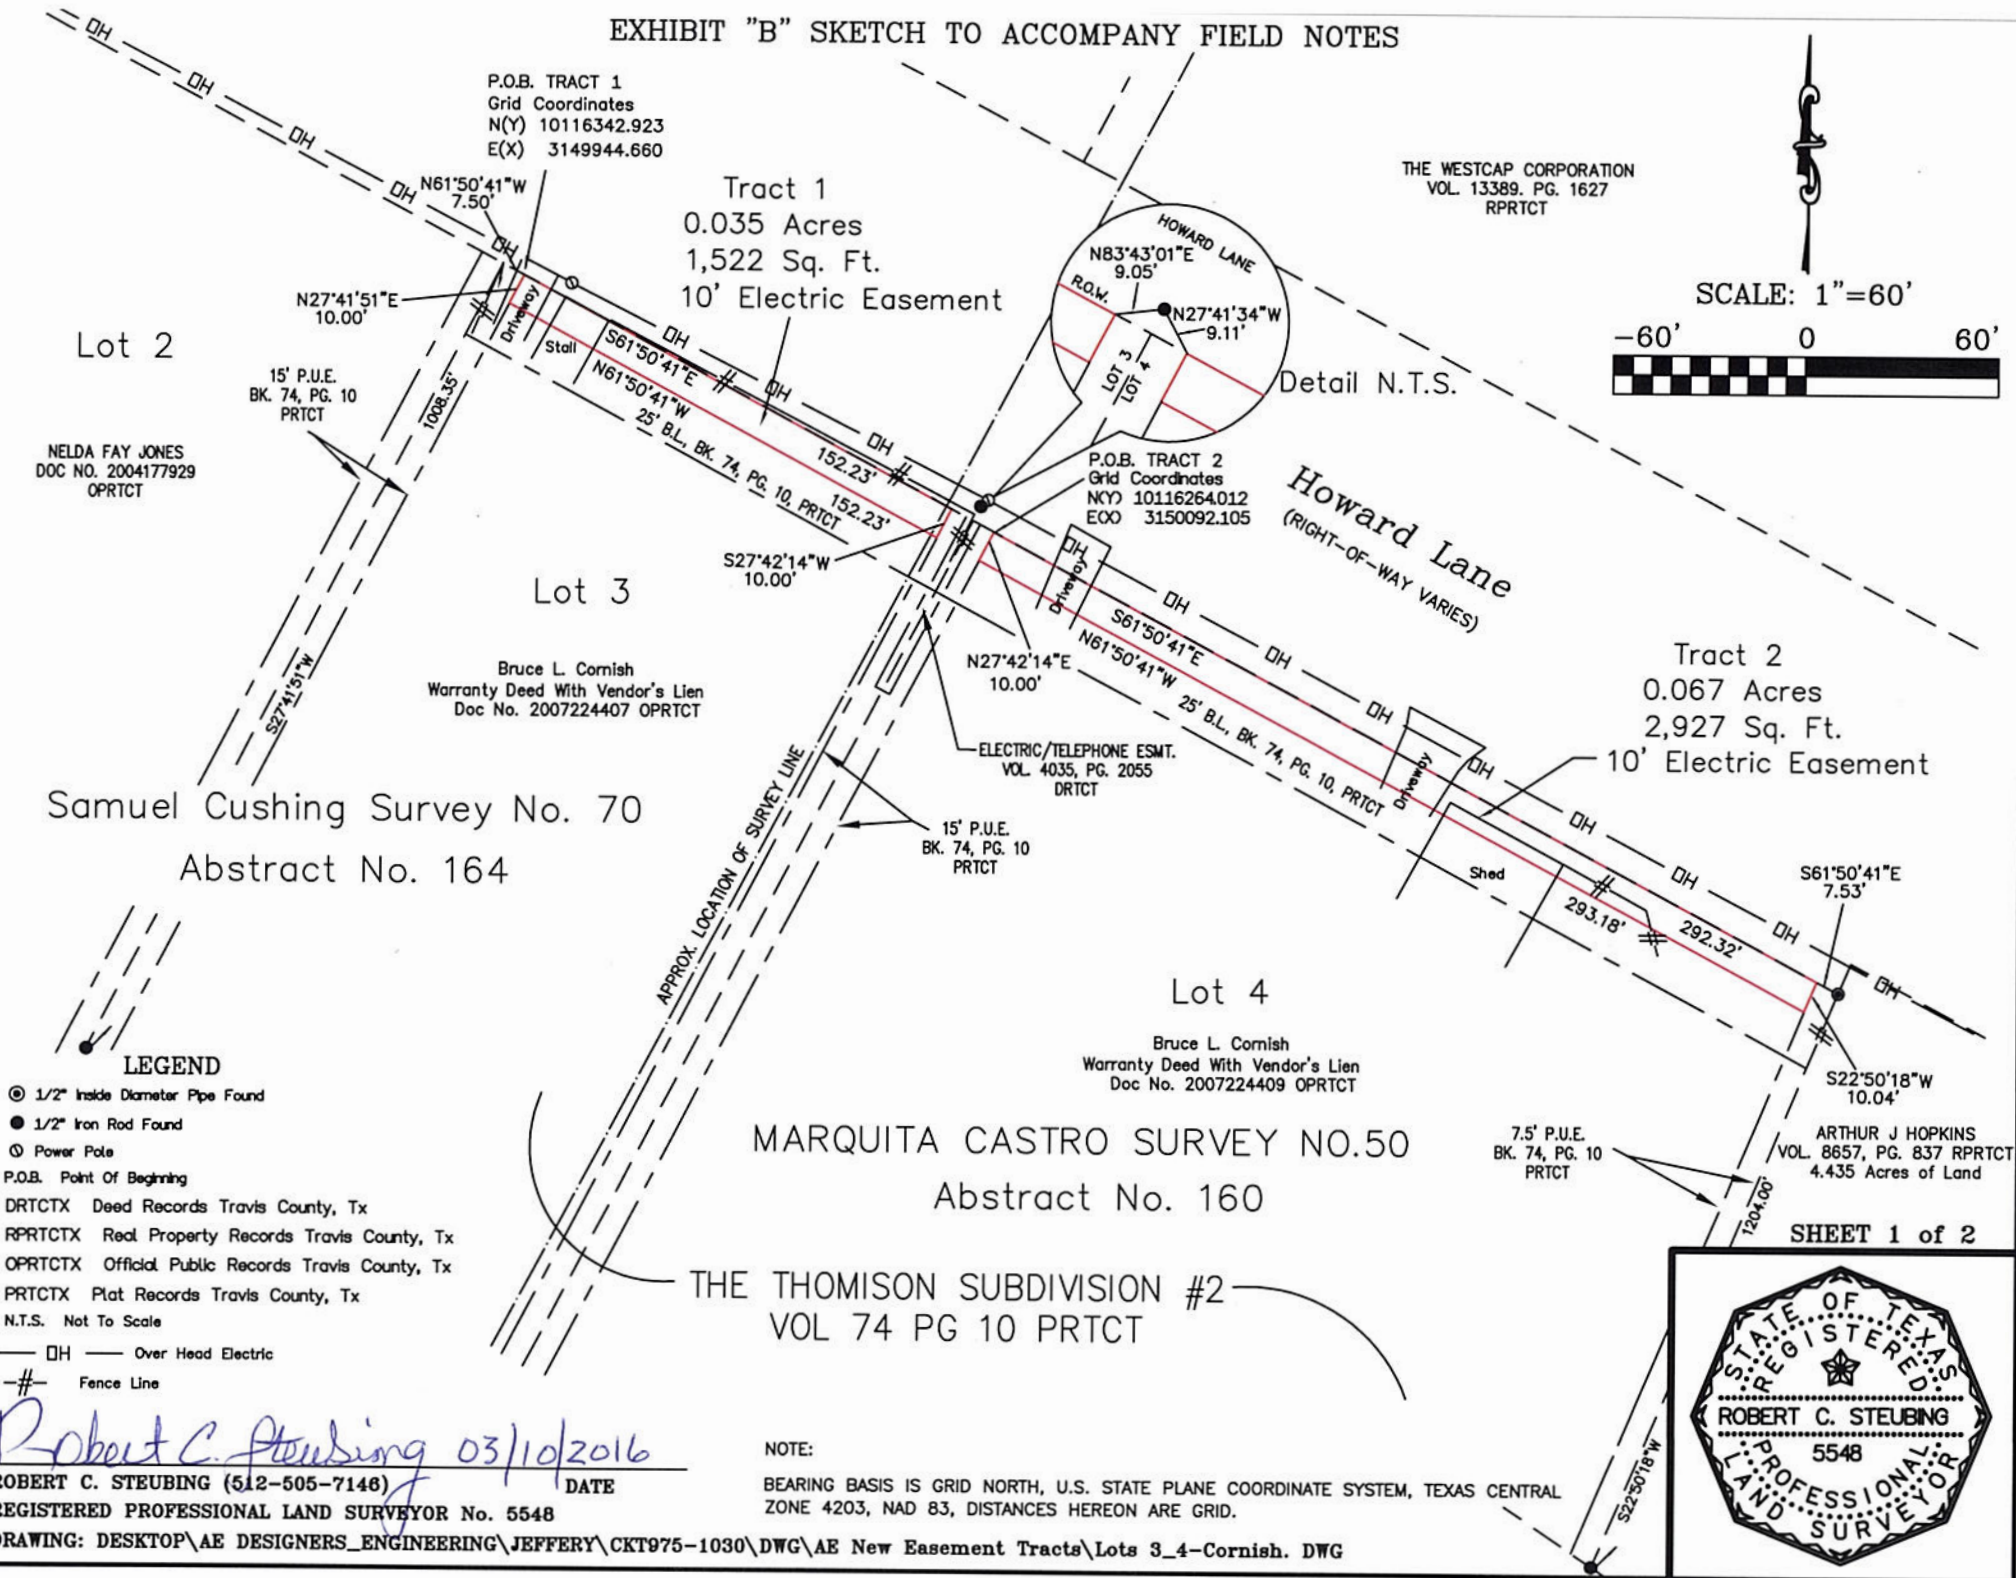 EXHIBIT "B" SKETCH TO ACCOMPANY FIELD NOTES
OH
OH
OH
OH
OH
P.O.B. TRACT 1
Grid Coordinates
N(Y) 10116342.923
E(X) 3149944.660
N61°50'41"W
7.50'
Tract 1
0.035 Acres
1,522 Sq. Ft.
10' Electric Easement
THE WESTCAP CORPORATION
VOL. 13389. PG. 1627
RPRTCT
SCALE: 1"=60'
-60' 0 60'
HOWARD LANE
N83°43'01"E
9.05'
R.O.W.
N27°41'34"W
9.11'
LOT 3
LOT 4
Detail N.T.S.
N27°41'51"E
10.00'
Driveway
Stall
S61°50'41"E
N61°50'41"W
152.23'
152.23'
25' B.L., BK. 74, PG. 10, PRTCT
OH
OH
OH
Lot 2
15' P.U.E.
BK. 74, PG. 10
PRTCT
1008.35'
NELDA FAY JONES
DOC NO. 2004177929
OPRTCT
P.O.B. TRACT 2
Grid Coordinates
N(Y) 10116264.012
E(X) 3150092.105
Howard Lane
(RIGHT-OF-WAY VARIES)
S27°42'14"W
10.00'
Lot 3
Bruce L. Cornish
Warranty Deed With Vendor's Lien
Doc No. 2007224407 OPRTCT
S27°41'51"W
N27°42'14"E
10.00'
OH
Driveway
OH
OH
OH
OH
OH
OH
OH
OH
S61°50'41"E
N61°50'41"W
25' B.L., BK. 74, PG. 10, PRTCT
Driveway
Tract 2
0.067 Acres
2,927 Sq. Ft.
10' Electric Easement
ELECTRIC/TELEPHONE ESMT.
VOL. 4035, PG. 2055
DRTCT
15' P.U.E.
BK. 74, PG. 10
PRTCT
APPROX. LOCATION OF SURVEY LINE
Samuel Cushing Survey No. 70
Abstract No. 164
Shed
293.18'
292.32'
S61°50'41"E
7.53'
Lot 4
Bruce L. Cornish
Warranty Deed With Vendor's Lien
Doc No. 2007224409 OPRTCT
S22°50'18"W
10.04'
7.5' P.U.E.
BK. 74, PG. 10
PRTCT
ARTHUR J HOPKINS
VOL. 8657, PG. 837 RPRTCT
4.435 Acres of Land
1204.00'
MARQUITA CASTRO SURVEY NO.50
Abstract No. 160
THE THOMISON SUBDIVISION #2
VOL 74 PG 10 PRTCT
LEGEND
1/2" Inside Diameter Pipe Found
1/2" Iron Rod Found
Power Pole
P.O.B. Point Of Beginning
DRTCTX Deed Records Travis County, Tx
RPRTCTX Real Property Records Travis County, Tx
OPRTCTX Official Public Records Travis County, Tx
PRTCTX Plat Records Travis County, Tx
N.T.S. Not To Scale
OH Over Head Electric
-#- Fence Line
Robert C. Steubing 03/10/2016
ROBERT C. STEUBING (512-505-7146) DATE
REGISTERED PROFESSIONAL LAND SURVEYOR No. 5548
DRAWING: DESKTOP\AE DESIGNERS_ENGINEERING\JEFFERY\CKT975-1030\DWG\AE New Easement Tracts\Lots 3_4-Cornish. DWG
NOTE:
BEARING BASIS IS GRID NORTH, U.S. STATE PLANE COORDINATE SYSTEM, TEXAS CENTRAL
ZONE 4203, NAD 83, DISTANCES HEREON ARE GRID.
S22°50'18"W
SHEET 1 of 2
STATE OF TEXAS
REGISTERED
ROBERT C. STEUBING
5548
PROFESSIONAL
LAND SURVEYOR